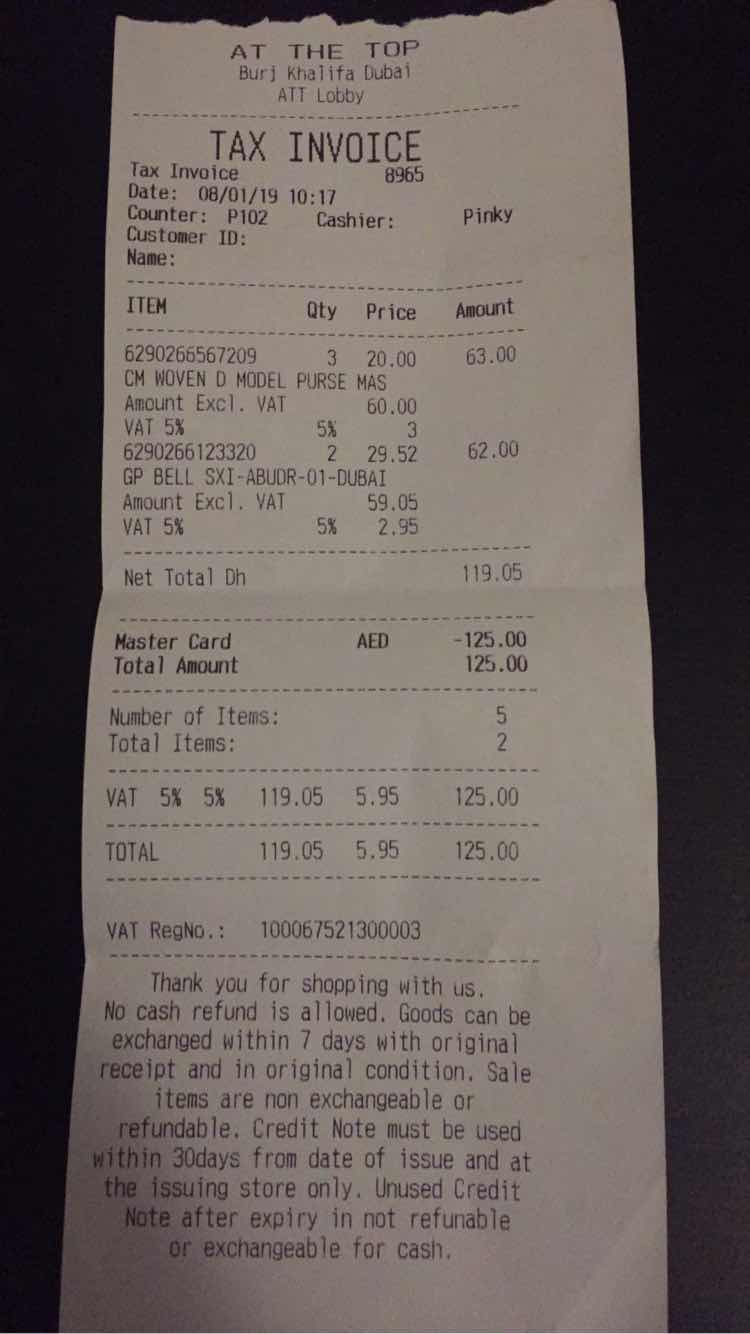 AT THE TOP
Burj Khalifa Dubai
ATT Lobby
TAX INVOICE
Tax Invoice 8965
Date: 08/01/19 10:17
Counter: P102 Cashier: Pinky
Customer ID:
Name:
ITEM Qty Price Amount
6290266567209 3 20.00 63.00
CM WOVEN D MODEL PURSE MAS
Amount Excl. VAT 60.00
VAT 5% 5% 3
6290266123320 2 29.52 62.00
GP BELL SXI-ABUDR-01-DUBAI
Amount Excl. VAT 59.05
VAT 5% 5% 2.95
Net Total Dh 119.05
Master Card AED -125.00
Total Amount 125.00
Number of Items: 5
Total Items: 2
VAT 5% 5% 119.05 5.95 125.00
TOTAL 119.05 5.95 125.00
VAT RegNo.: 100067521300003
Thank you for shopping with us.
No cash refund is allowed. Goods can be
exchanged within 7 days with original
receipt and in original condition. Sale
items are non exchangeable or
refundable. Credit Note must be used
within 30days from date of issue and at
the issuing store only. Unused Credit
Note after expiry in not refunable
or exchangeable for cash.